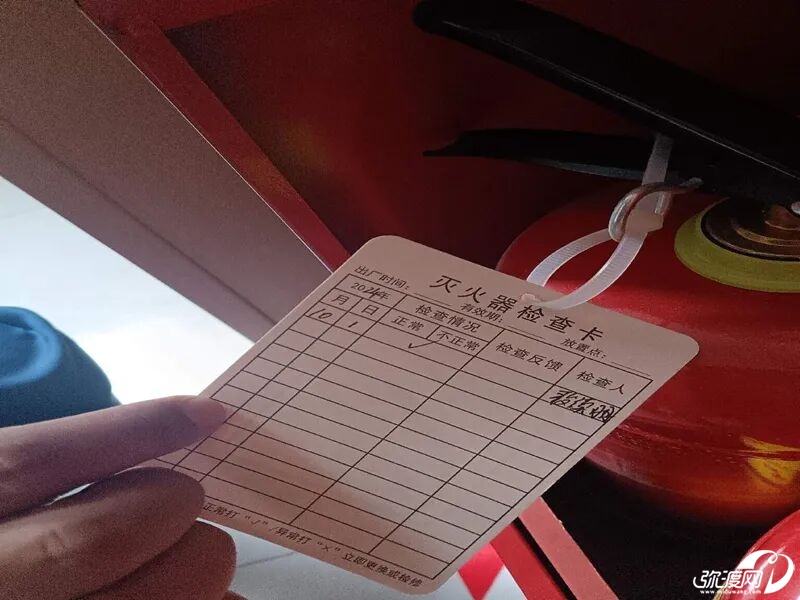 灭火器检查卡
出厂时间： 有效期： 放置点：
2024年 检查情况 检查反馈 检查人
月 日 正常 不正常
10 1 ✓
正常打“√”/异常打“×”立即更换或检修
弥渡网
www.miduwang.com